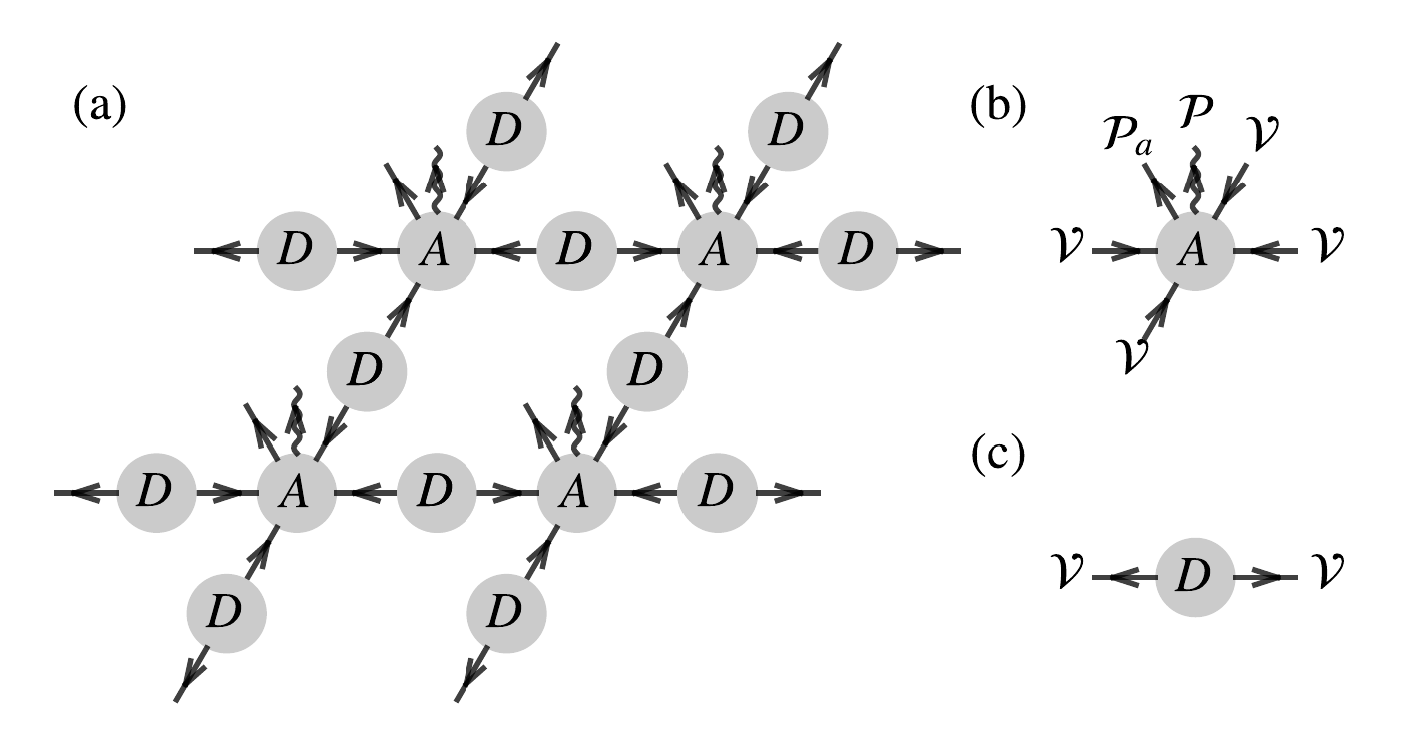 (a)
D D
D A D A D
D D
D A D A D
D D
(b)
𝒫a 𝒫 𝒱
𝒱 A 𝒱
𝒱
(c)
𝒱 D 𝒱